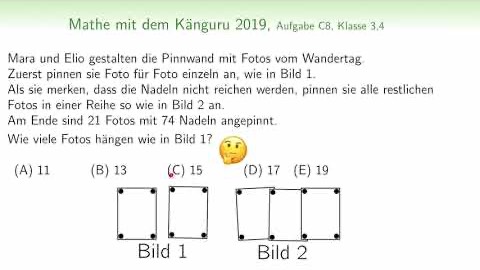 Mathe mit dem Känguru 2019, Aufgabe C8, Klasse 3,4
Mara und Elio gestalten die Pinnwand mit Fotos vom Wandertag.
Zuerst pinnen sie Foto für Foto einzeln an, wie in Bild 1.
Als sie merken, dass die Nadeln nicht reichen werden, pinnen sie alle restlichen
Fotos in einer Reihe so wie in Bild 2 an.
Am Ende sind 21 Fotos mit 74 Nadeln angepinnt.
Wie viele Fotos hängen wie in Bild 1?
(A) 11 (B) 13 (C) 15 (D) 17 (E) 19
Bild 1 Bild 2